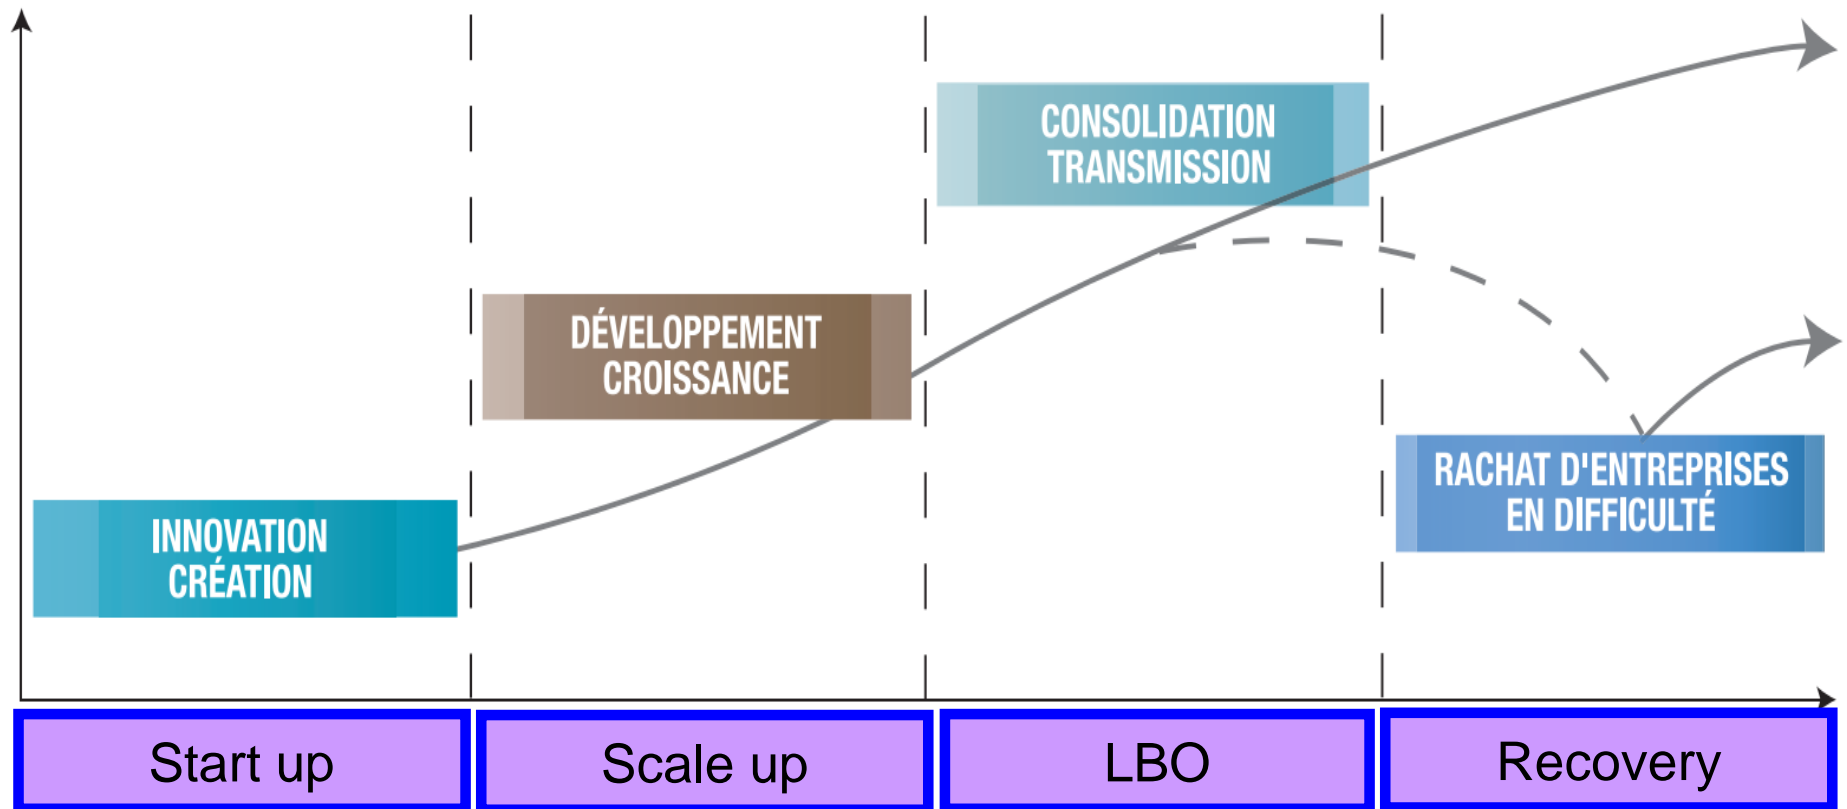 CONSOLIDATION
TRANSMISSION
DÉVELOPPEMENT
CROISSANCE
RACHAT D'ENTREPRISES
EN DIFFICULTÉ
INNOVATION
CRÉATION
Start up
Scale up
LBO
Recovery